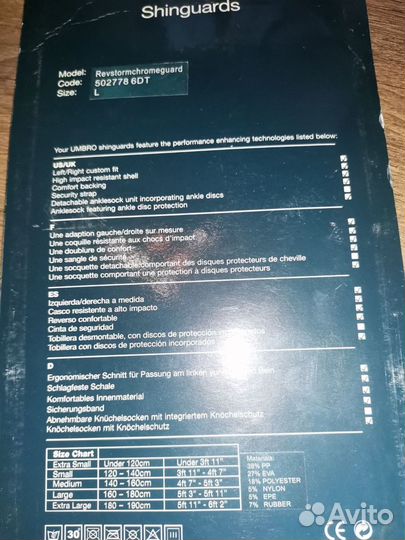 Shinguards
Model: Revstormchromeguard
Code: 502778 6DT
Size: L
Your UMBRO shinguards feature the performance enhancing technologies listed below:
US/UK
Left/Right custom fit
High impact resistant shell
Comfort backing
Security strap
Detachable anklesock unit incorporating ankle discs
Anklesock featuring ankle disc protection
F
Une adaption gauche/droite sur mesure
Une coquille résistante aux chocs d'impact
Une doublure de confort
Une sangle de sécurité
Une socquette detachable comportant des disques protecteurs de cheville
Une socquette comportant une protection à disques protecteurs
ES
Izquierda/derecha a medida
Casco resistente a alto impacto
Reverso confortable
Cinta de seguridad
Tobillera desmontable, con discos de protección incorporados
Tobillera con discos de protección incorporados
D
Ergonomischer Schnitt für Passung am linken und Bein
Schlagfeste Schale
Komfortables Innenmaterial
Sicherungsband
Abnehmbare Knöchelsocken mit integriertem Knöchelschutz
Knöchelsocken mit Knöchelschutz
Size Chart
Extra Small Under 120cm Under 3ft 11"
Small 120 - 140cm 3ft 11" - 4ft 7"
Medium 140 - 160cm 4ft 7" - 5ft 3"
Large 160 - 180cm 5ft 3" - 5ft 11"
Extra Large 180 - 190cm 5ft 11" - 6ft 2"
Materials:
38% PP
27% EVA
18% POLYESTER
5% NYLON
5% EPE
7% RUBBER
30
CE
Avito